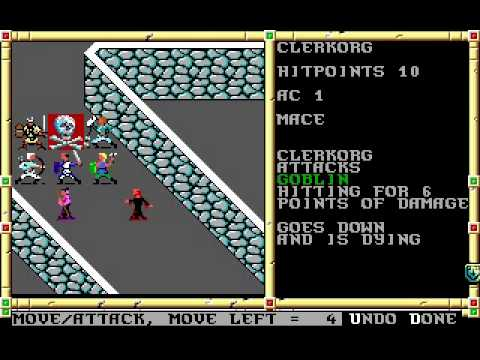 CLERKORG
HITPOINTS 10
AC 1
MACE
CLERKORG
ATTACKS
GOBLIN
HITTING FOR 6
POINTS OF DAMAGE
GOES DOWN
AND IS DYING
MOVE/ATTACK, MOVE LEFT = 4 UNDO DONE